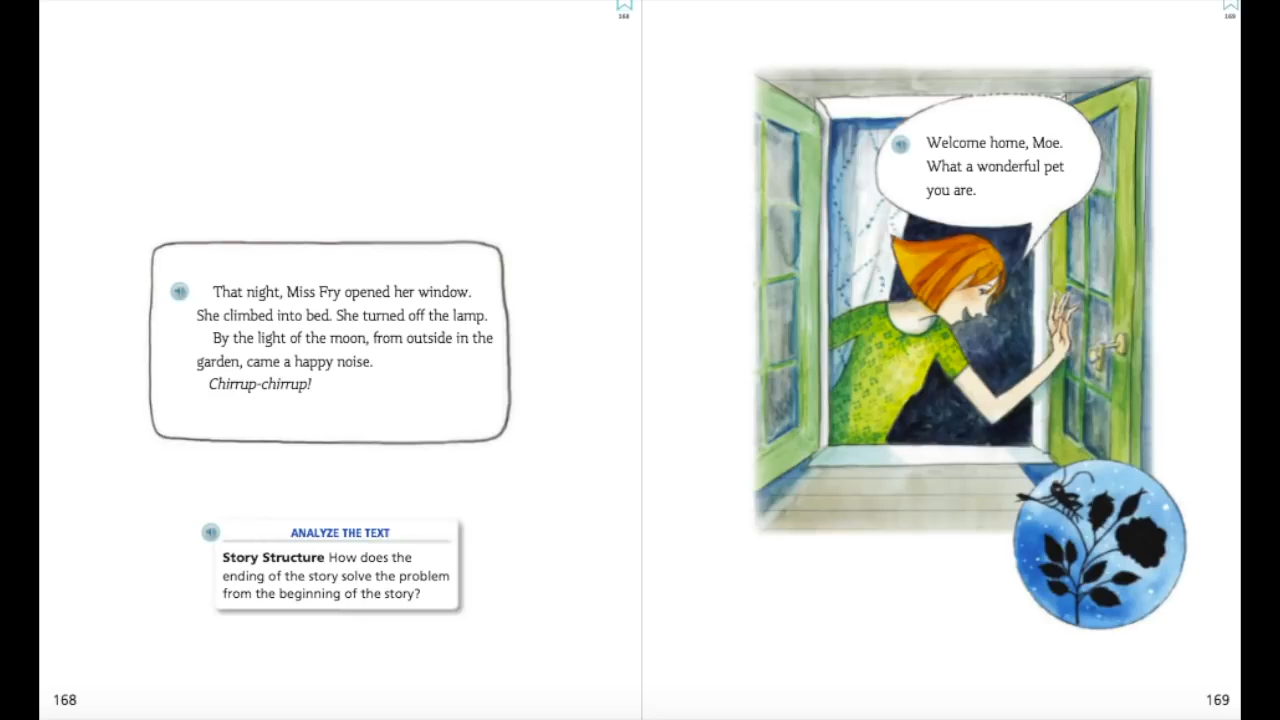 168
That night, Miss Fry opened her window.
She climbed into bed. She turned off the lamp.
By the light of the moon, from outside in the
garden, came a happy noise.
Chirrup-chirrup!
ANALYZE THE TEXT
Story Structure How does the
ending of the story solve the problem
from the beginning of the story?
168
169
Welcome home, Moe.
What a wonderful pet
you are.
169